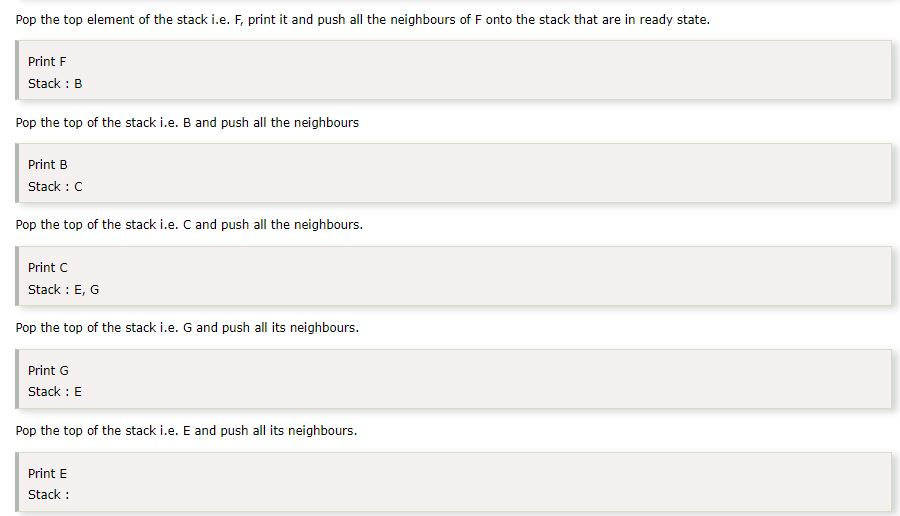 Pop the top element of the stack i.e. F, print it and push all the neighbours of F onto the stack that are in ready state.
Print F
Stack : B
Pop the top of the stack i.e. B and push all the neighbours
Print B
Stack : C
Pop the top of the stack i.e. C and push all the neighbours.
Print C
Stack : E, G
Pop the top of the stack i.e. G and push all its neighbours.
Print G
Stack : E
Pop the top of the stack i.e. E and push all its neighbours.
Print E
Stack :